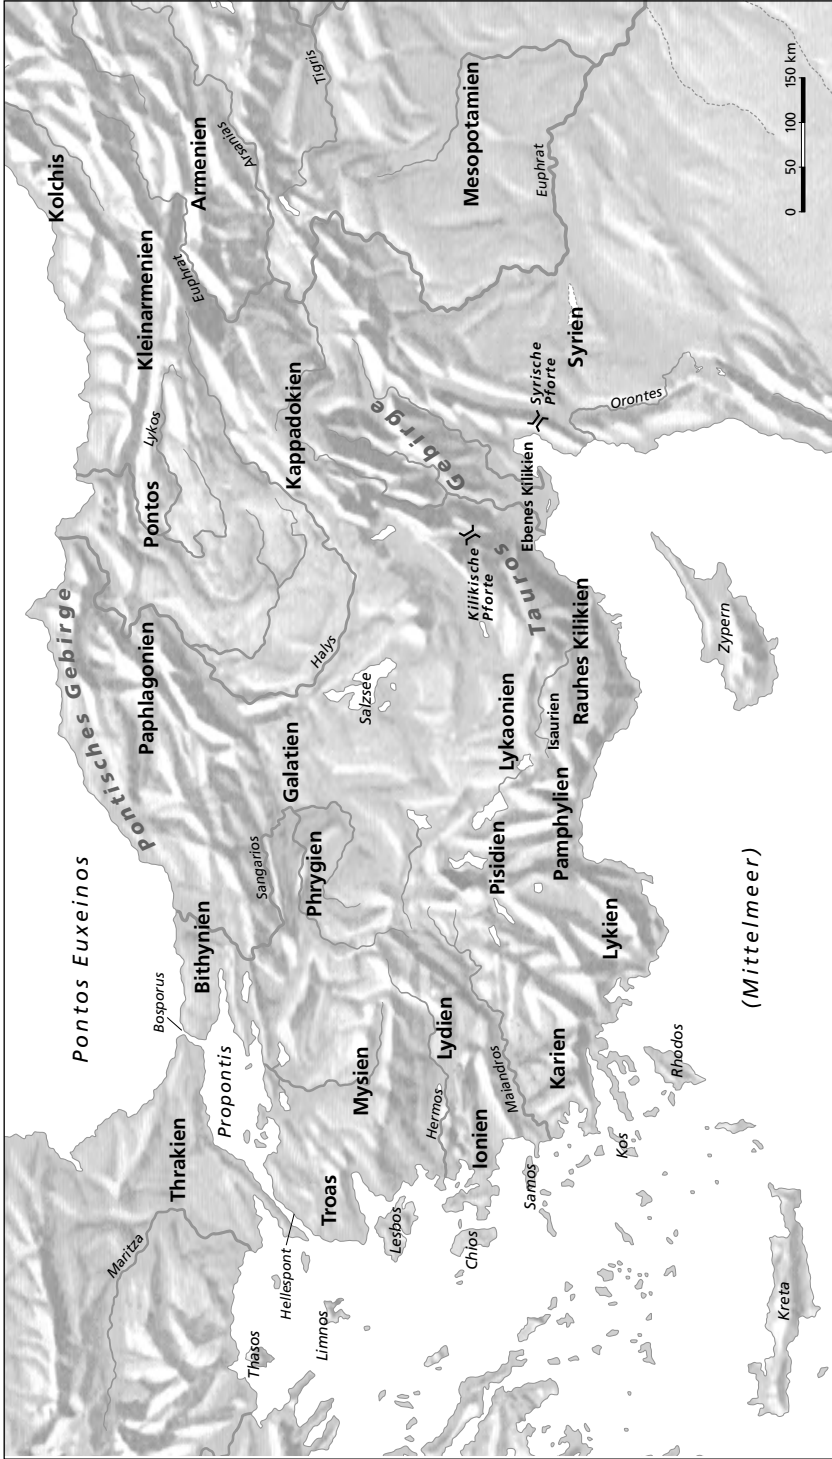 Pontos Euxeinos
Pontisches Gebirge
Kolchis
Bosporus
Thrakien
Maritza
Propontis
Bithynien
Paphlagonien
Pontos
Lykos
Kleinarmenien
Armenien
Euphrat
Arsanias
Tigris
Thasos
Hellespont
Limnos
Troas
Mysien
Sangarios
Phrygien
Galatien
Halys
Salzsee
Kappadokien
Lesbos
Chios
Hermos
Ionien
Lydien
Maiandros
Samos
Pisidien
Lykaonien
Isaurien
Kilikische
Pforte
Tauros
Gebirge
Ebenes Kilikien
Syrische
Pforte
Mesopotamien
Euphrat
Syrien
Orontes
Karien
Kos
Lykien
Pamphylien
Rauhes Kilikien
Rhodos
Zypern
Kreta
(Mittelmeer)
0 50 100 150 km